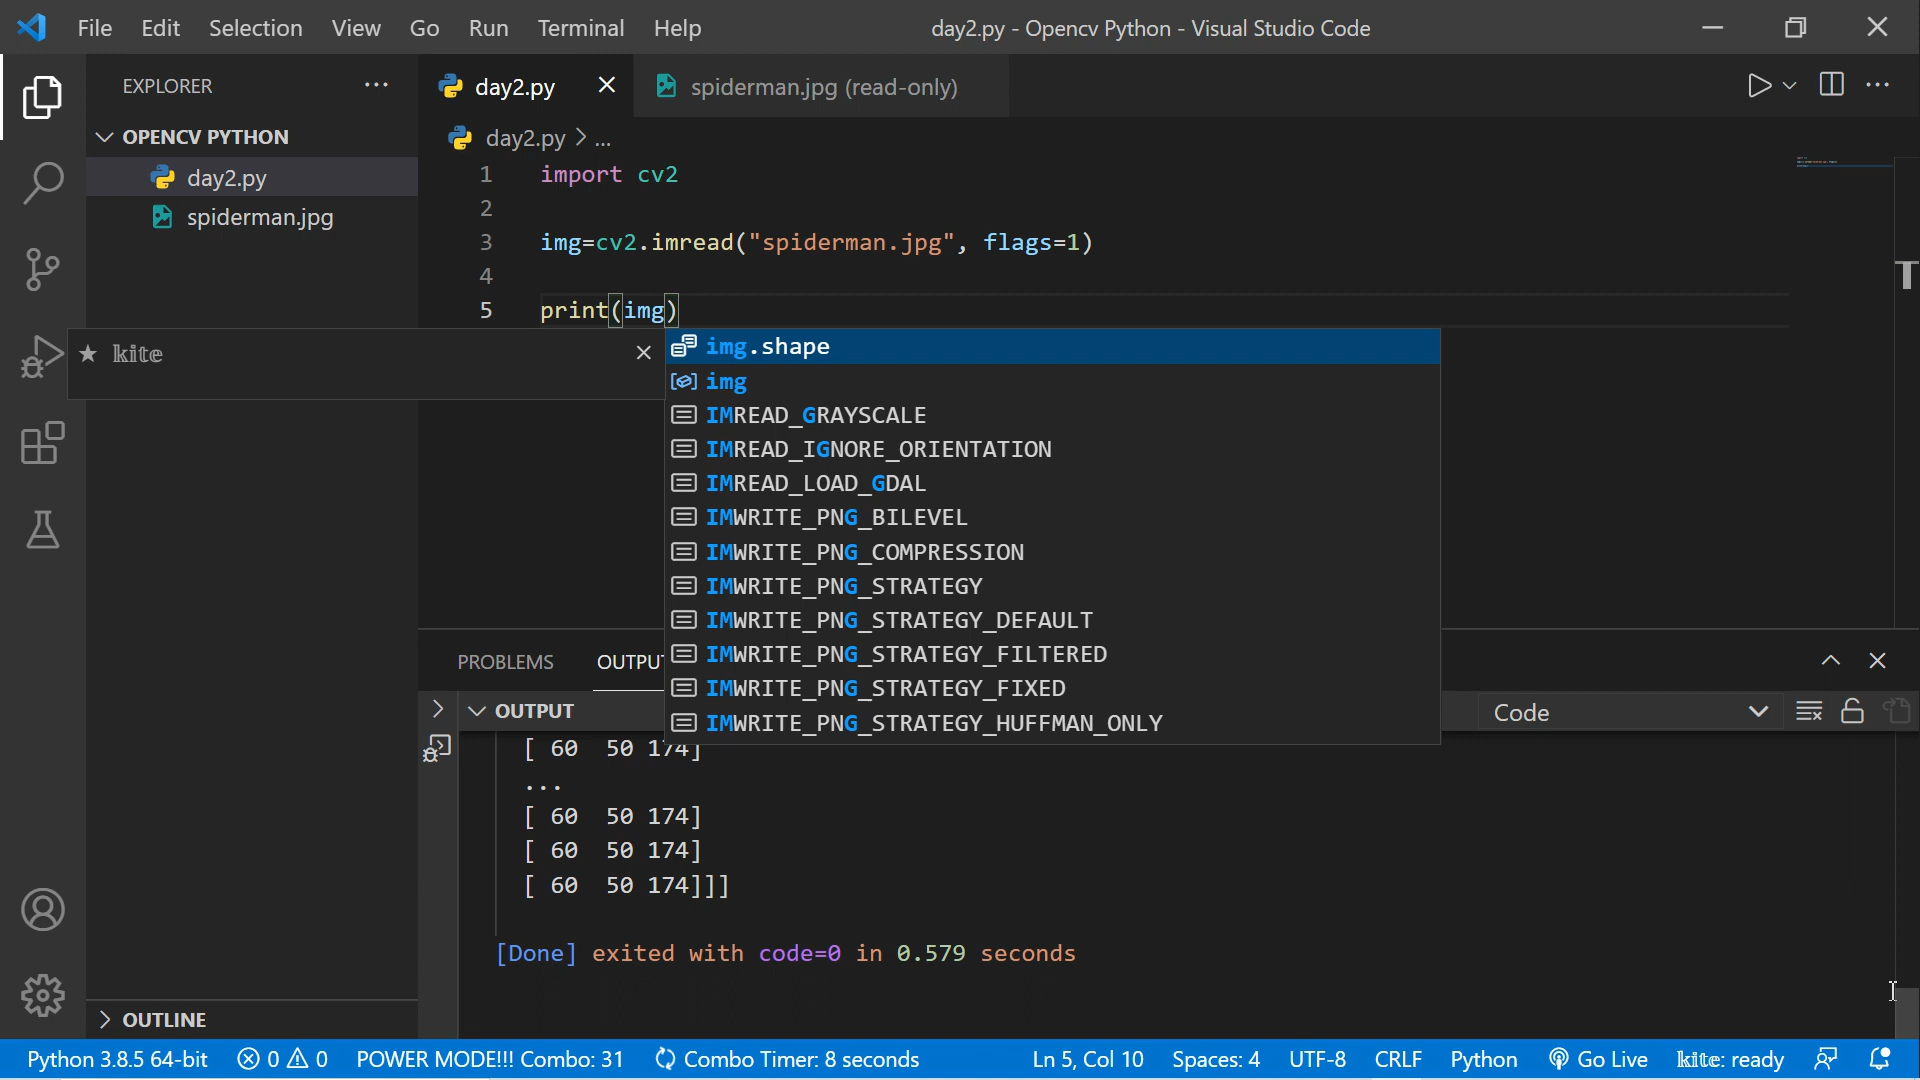 File Edit Selection View Go Run Terminal Help day2.py - Opencv Python - Visual Studio Code
EXPLORER
day2.py
spiderman.jpg (read-only)
OPENCV PYTHON
day2.py > ...
day2.py
spiderman.jpg
1 import cv2
2
3 img=cv2.imread("spiderman.jpg", flags=1)
4
5 print(img)
kite
img.shape
img
IMREAD_GRAYSCALE
IMREAD_IGNORE_ORIENTATION
IMREAD_LOAD_GDAL
IMWRITE_PNG_BILEVEL
IMWRITE_PNG_COMPRESSION
IMWRITE_PNG_STRATEGY
IMWRITE_PNG_STRATEGY_DEFAULT
IMWRITE_PNG_STRATEGY_FILTERED
IMWRITE_PNG_STRATEGY_FIXED
IMWRITE_PNG_STRATEGY_HUFFMAN_ONLY
PROBLEMS OUTPU
OUTPUT
Code
[ 60 50 174]
...
[ 60 50 174]
[ 60 50 174]
[ 60 50 174]]]
[Done] exited with code=0 in 0.579 seconds
OUTLINE
Python 3.8.5 64-bit 0 0 POWER MODE!!! Combo: 31 Combo Timer: 8 seconds Ln 5, Col 10 Spaces: 4 UTF-8 CRLF Python Go Live kite: ready